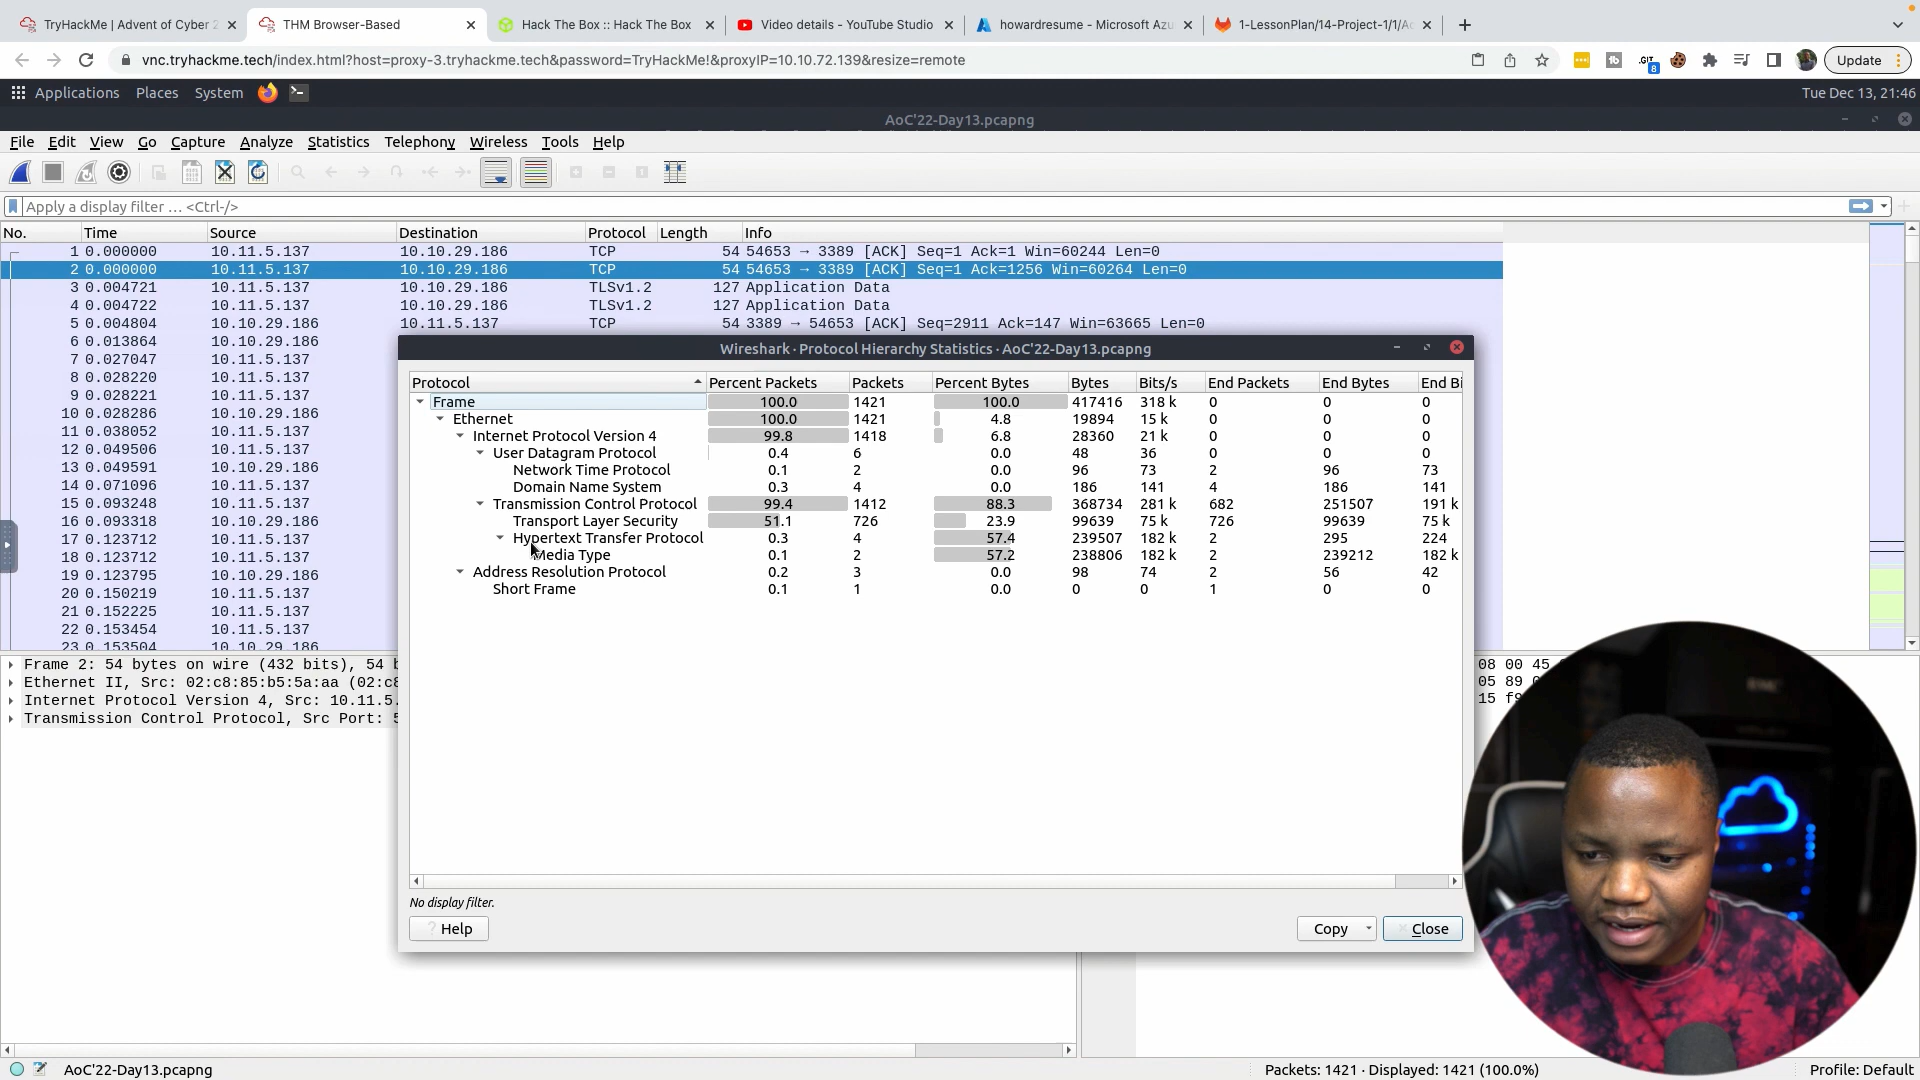 TryHackMe | Advent of Cyber 2
THM Browser-Based
Hack The Box :: Hack The Box
Video details - YouTube Studio
howardresume - Microsoft Azu
1-LessonPlan/14-Project-1/1/Ac
vnc.tryhackme.tech/index.html?host=proxy-3.tryhackme.tech&password=TryHackMe!&proxyIP=10.10.72.139&resize=remote
8
Update
Applications Places System
Tue Dec 13, 21:46
AoC'22-Day13.pcapng
File Edit View Go Capture Analyze Statistics Telephony Wireless Tools Help
Apply a display filter ... <Ctrl-/>
No. Time Source Destination Protocol Length Info
1 0.000000 10.11.5.137 10.10.29.186 TCP 54 54653 → 3389 [ACK] Seq=1 Ack=1 Win=60244 Len=0
2 0.000000 10.11.5.137 10.10.29.186 TCP 54 54653 → 3389 [ACK] Seq=1 Ack=1256 Win=60264 Len=0
3 0.004721 10.11.5.137 10.10.29.186 TLSv1.2 127 Application Data
4 0.004722 10.11.5.137 10.10.29.186 TLSv1.2 127 Application Data
5 0.004804 10.10.29.186 10.11.5.137 TCP 54 3389 → 54653 [ACK] Seq=2911 Ack=147 Win=63665 Len=0
6 0.013864 10.10.29.186
7 0.027047 10.11.5.137
8 0.028220 10.11.5.137
9 0.028221 10.11.5.137
10 0.028286 10.10.29.186
11 0.038052 10.11.5.137
12 0.049506 10.11.5.137
13 0.049591 10.10.29.186
14 0.071096 10.11.5.137
15 0.093248 10.11.5.137
16 0.093318 10.10.29.186
17 0.123712 10.11.5.137
18 0.123712 10.11.5.137
19 0.123795 10.10.29.186
20 0.150219 10.11.5.137
21 0.152225 10.11.5.137
22 0.153454 10.11.5.137
23 0.153504 10.10.29.186
Wireshark · Protocol Hierarchy Statistics · AoC'22-Day13.pcapng
Protocol Percent Packets Packets Percent Bytes Bytes Bits/s End Packets End Bytes End Bi
Frame 100.0 1421 100.0 417416 318 k 0 0 0
Ethernet 100.0 1421 4.8 19894 15 k 0 0 0
Internet Protocol Version 4 99.8 1418 6.8 28360 21 k 0 0 0
User Datagram Protocol 0.4 6 0.0 48 36 0 0 0
Network Time Protocol 0.1 2 0.0 96 73 2 96 73
Domain Name System 0.3 4 0.0 186 141 4 186 141
Transmission Control Protocol 99.4 1412 88.3 368734 281 k 682 251507 191 k
Transport Layer Security 51.1 726 23.9 99639 75 k 726 99639 75 k
Hypertext Transfer Protocol 0.3 4 57.4 239507 182 k 2 295 224
Media Type 0.1 2 57.2 238806 182 k 2 239212 182 k
Address Resolution Protocol 0.2 3 0.0 98 74 2 56 42
Short Frame 0.1 1 0.0 0 0 1 0 0
No display filter.
Help Copy Close
Frame 2: 54 bytes on wire (432 bits), 54 b
Ethernet II, Src: 02:c8:85:b5:5a:aa (02:c8
Internet Protocol Version 4, Src: 10.11.5.
Transmission Control Protocol, Src Port: 5
08 00 45
05 89
15
AoC'22-Day13.pcapng
Packets: 1421 · Displayed: 1421 (100.0%)
Profile: Default